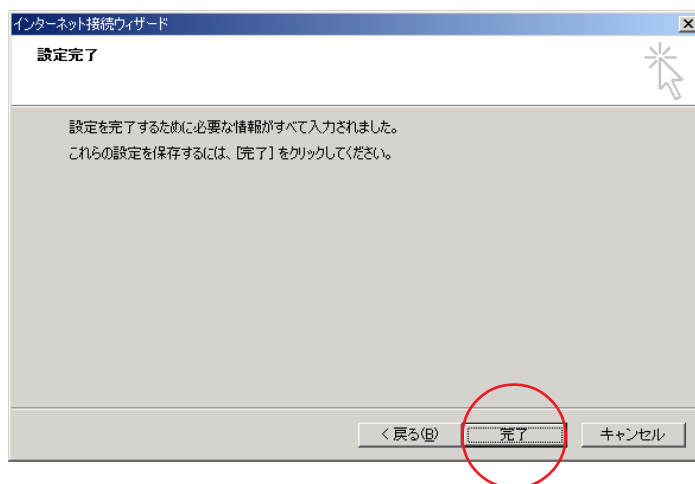 インターネット接続ウィザード
設定完了
設定を完了するために必要な情報がすべて入力されました。
これらの設定を保存するには、[完了] をクリックしてください。
< 戻る(B) 完了 キャンセル